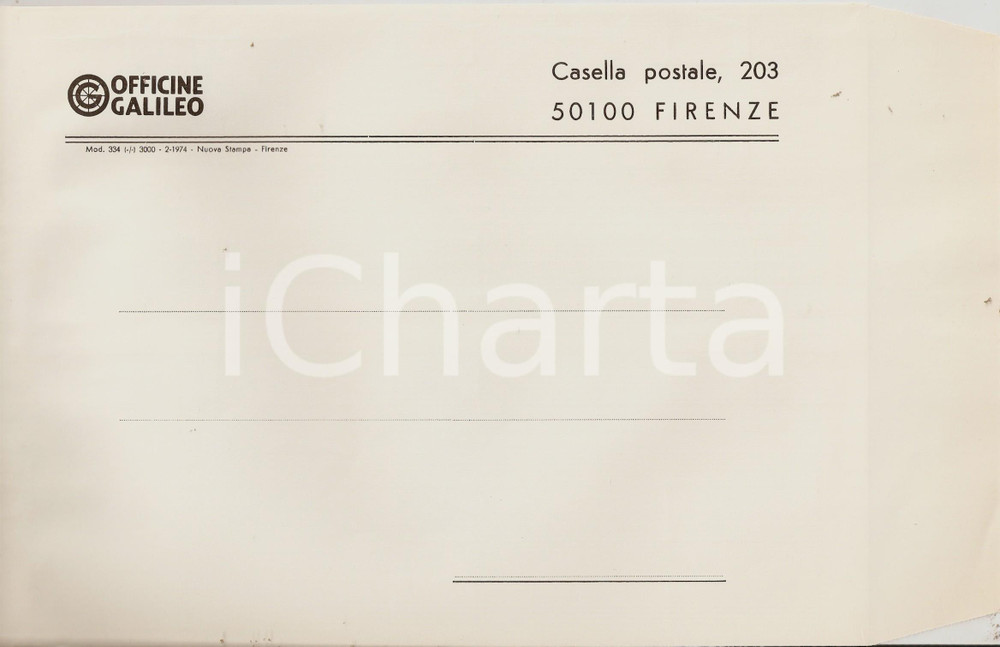 OFFICINE
GALILEO
Casella postale, 203
50100 FIRENZE
Mod. 334 (-/-) 3000 - 2-1974 - Nuova Stampa - Firenze
iCharta